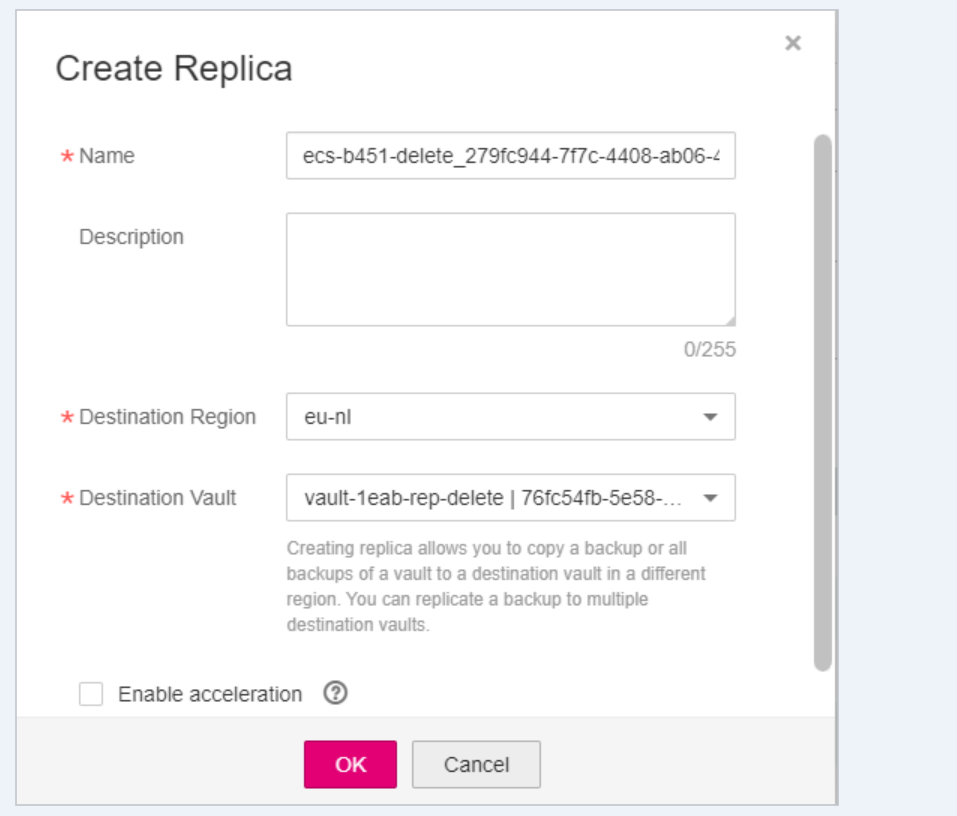 Create Replica
×
* Name
ecs-b451-delete_279fc944-7f7c-4408-ab06-4
Description
0/255
* Destination Region
eu-nl
* Destination Vault
vault-1eab-rep-delete | 76fc54fb-5e58-...
Creating replica allows you to copy a backup or all
backups of a vault to a destination vault in a different
region. You can replicate a backup to multiple
destination vaults.
Enable acceleration ?
OK
Cancel